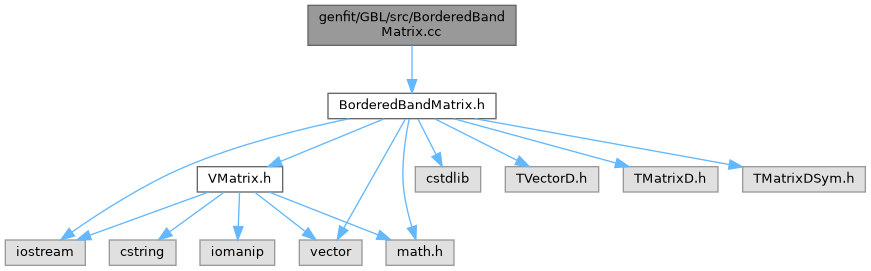 genfit/GBL/src/BorderedBand
Matrix.cc
BorderedBandMatrix.h
VMatrix.h
cstdlib
TVectorD.h
TMatrixD.h
TMatrixDSym.h
iostream
cstring
iomanip
vector
math.h